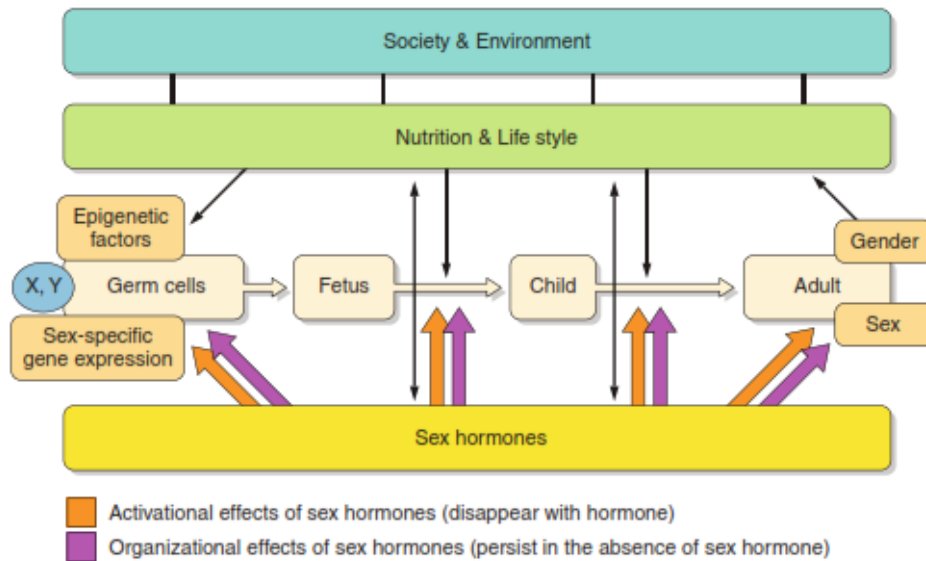 Society & Environment
Nutrition & Life style
Epigenetic
factors
Gender
X, Y
Germ cells
Fetus
Child
Adult
Sex-specific
gene expression
Sex
Sex hormones
Activational effects of sex hormones (disappear with hormone)
Organizational effects of sex hormones (persist in the absence of sex hormone)